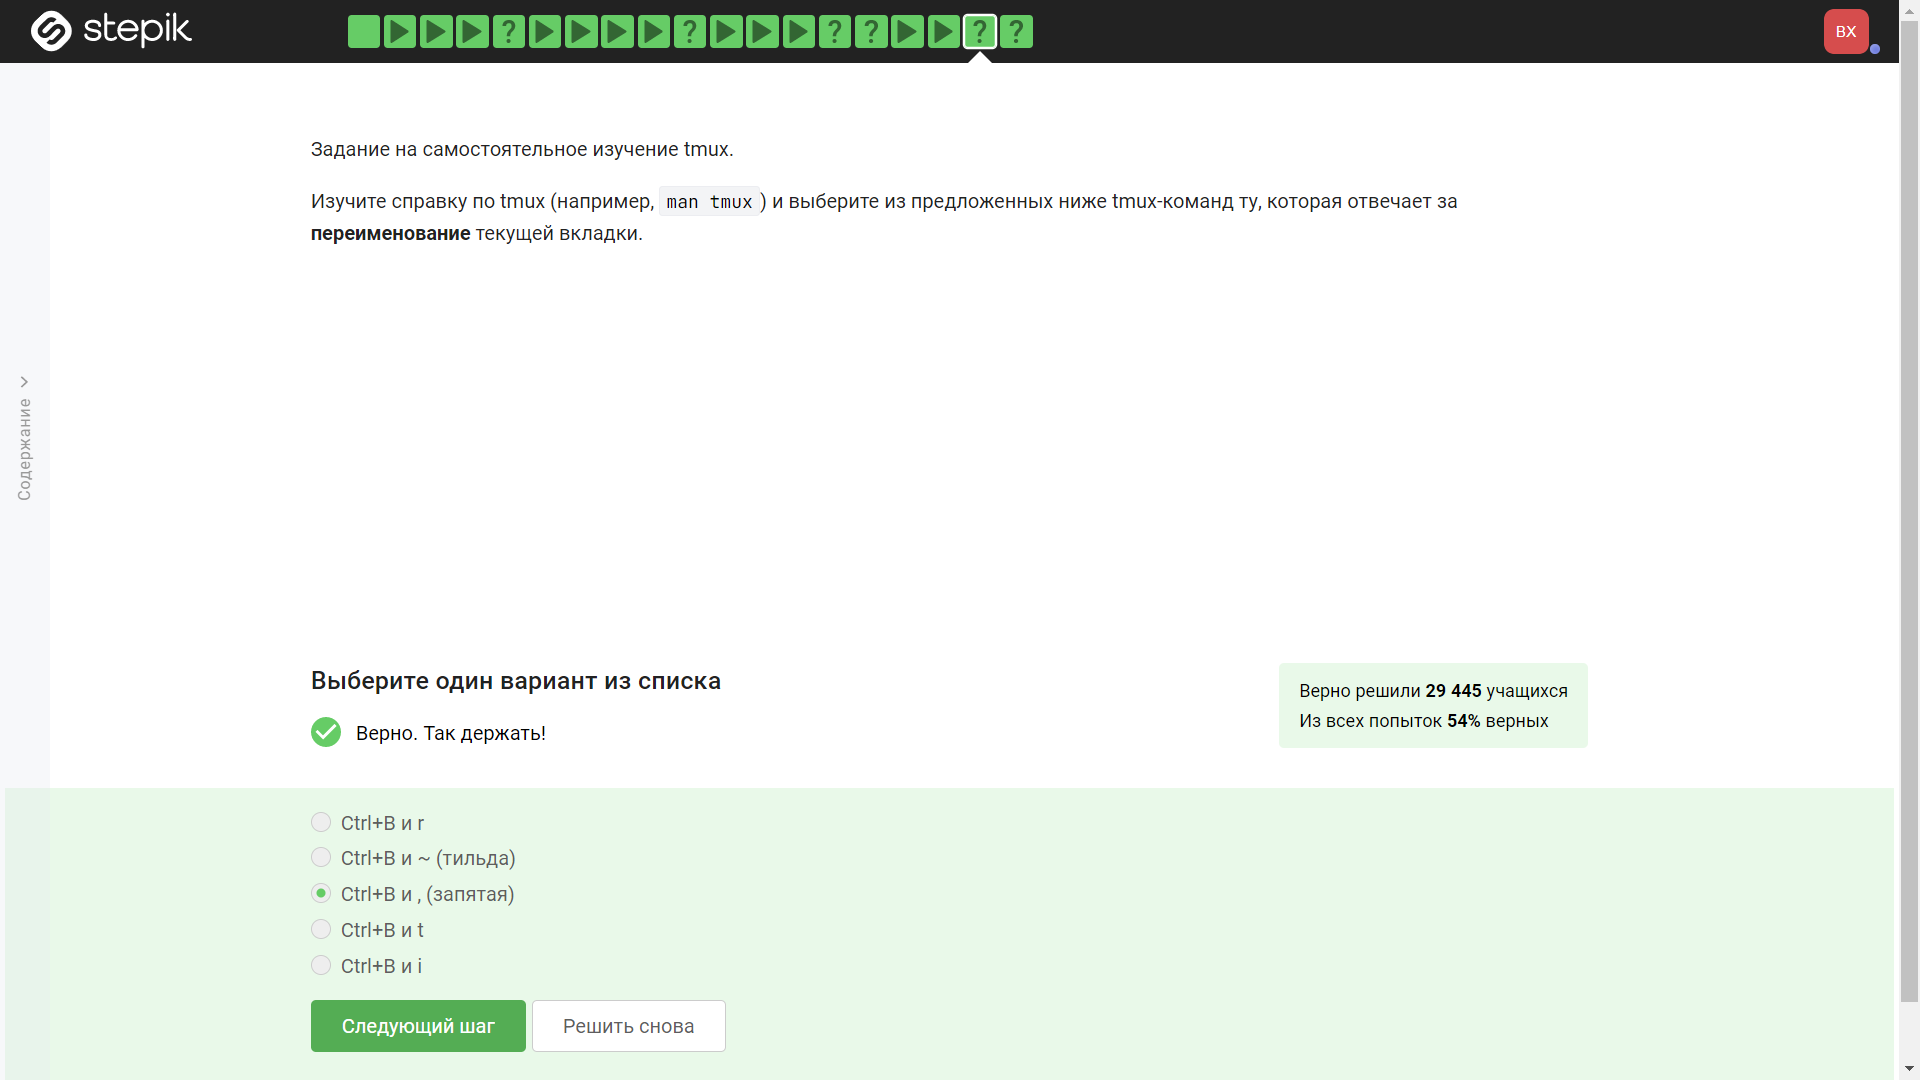 stepik
? ? ? ? ? ?
BX
Задание на самостоятельное изучение tmux.
Изучите справку по tmux (например, man tmux) и выберите из предложенных ниже tmux-команд ту, которая отвечает за
переименование текущей вкладки.
Содержание
Выберите один вариант из списка
Верно. Так держать!
Верно решили 29 445 учащихся
Из всех попыток 54% верных
Ctrl+B и r
Ctrl+B и ~ (тильда)
Ctrl+B и , (запятая)
Ctrl+B и t
Ctrl+B и i
Следующий шаг
Решить снова